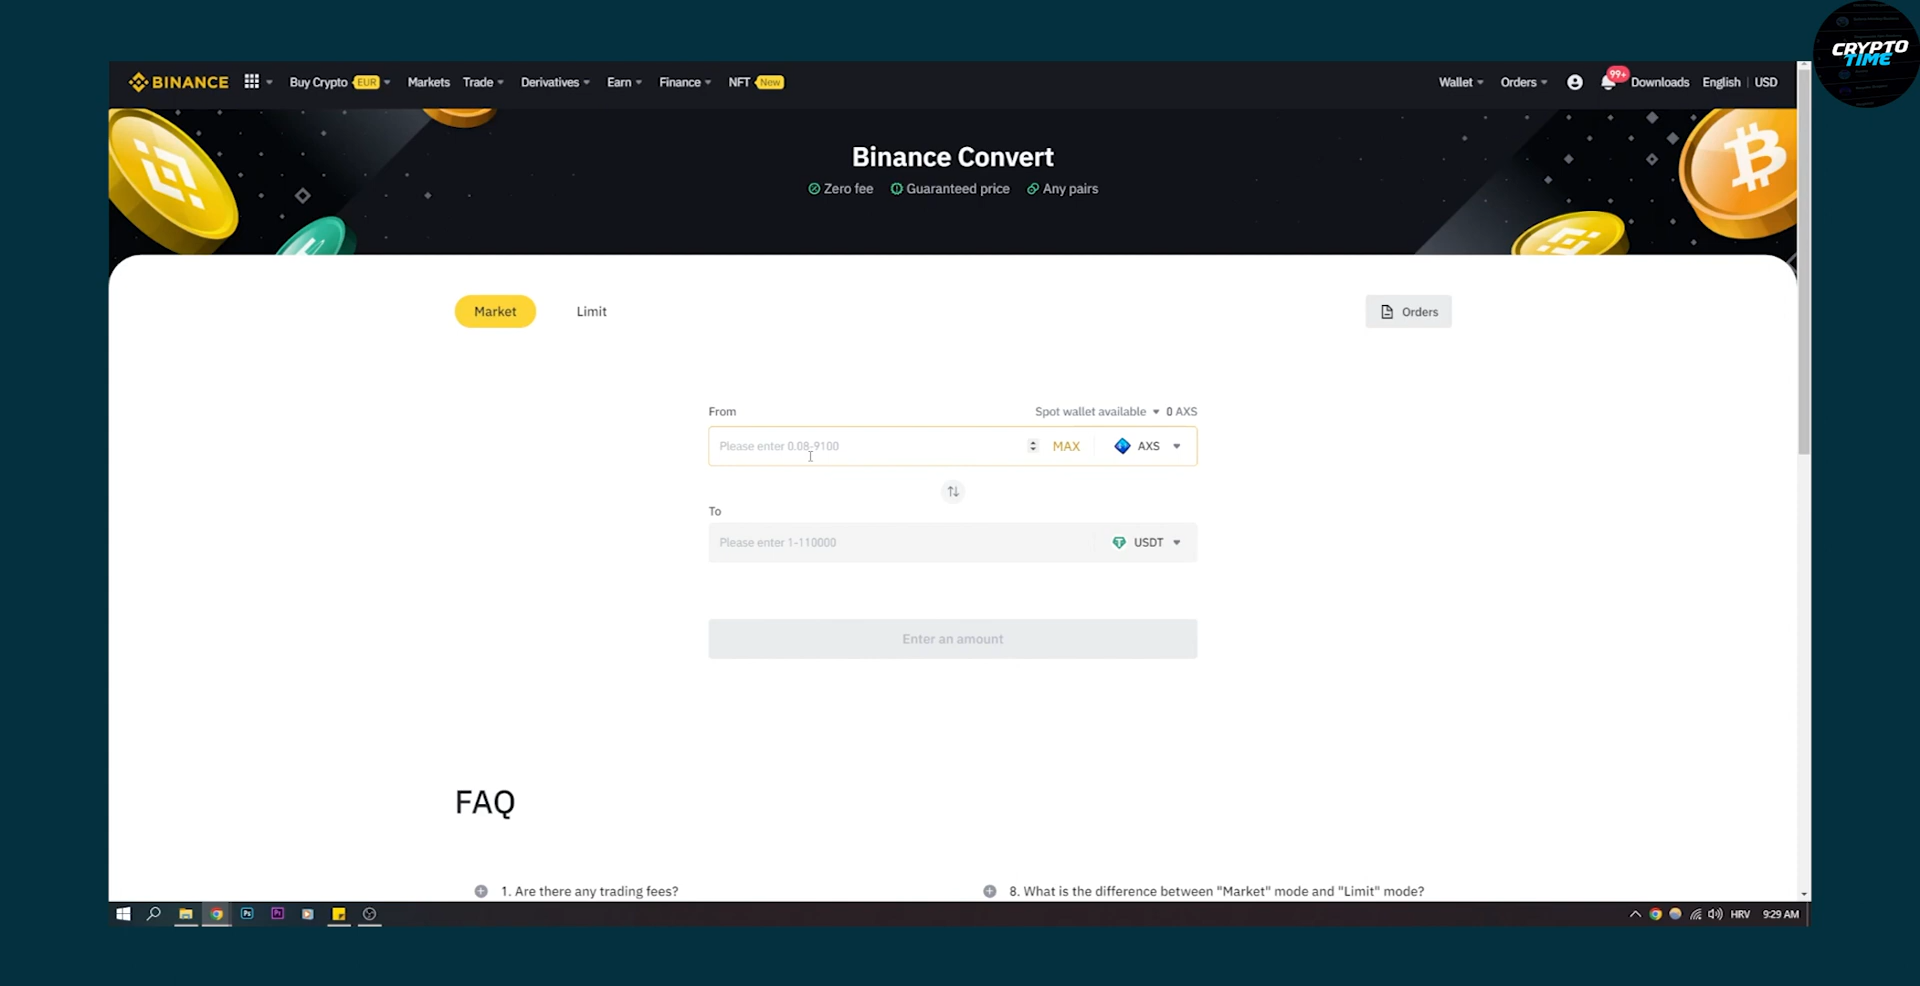 CRYPTO
TIME
BINANCE Buy Crypto EUR Markets Trade Derivatives Earn Finance NFT New Wallet Orders 99+ Downloads English | USD
Binance Convert
Zero fee Guaranteed price Any pairs
Market Limit Orders
From Spot wallet available 0 AXS
Please enter 0.08-9100 MAX AXS
To
Please enter 1-110000 USDT
Enter an amount
FAQ
1. Are there any trading fees? 8. What is the difference between "Market" mode and "Limit" mode?
Ps Pr HRV 9:29 AM